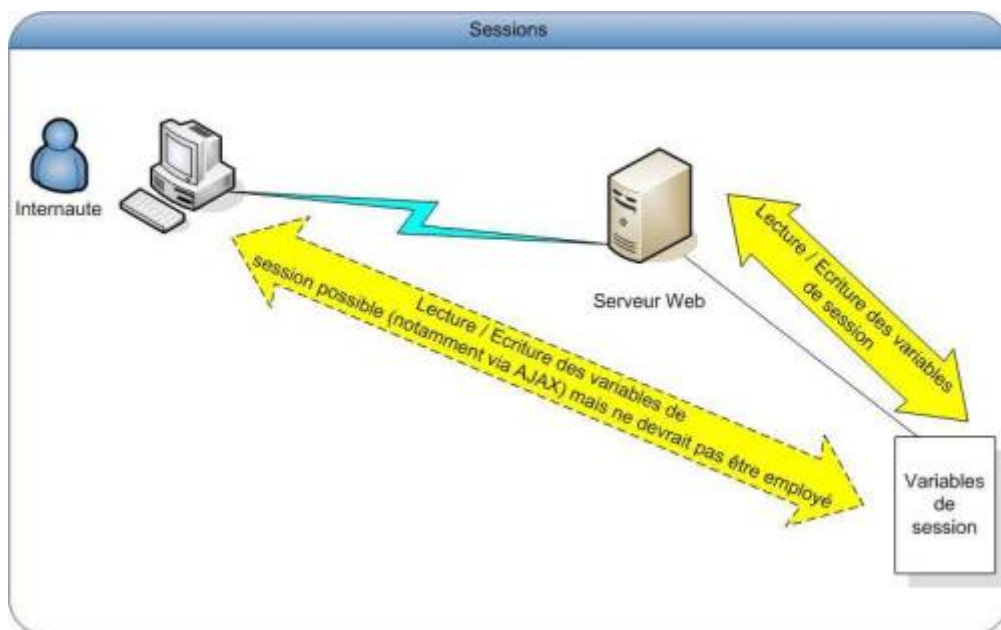 Sessions
Internaute
Serveur Web
Lecture / Ecriture des variables
de session
Lecture / Ecriture des variables de
session possible (notamment via AJAX) mais ne devrait pas être employé
Variables
de
session